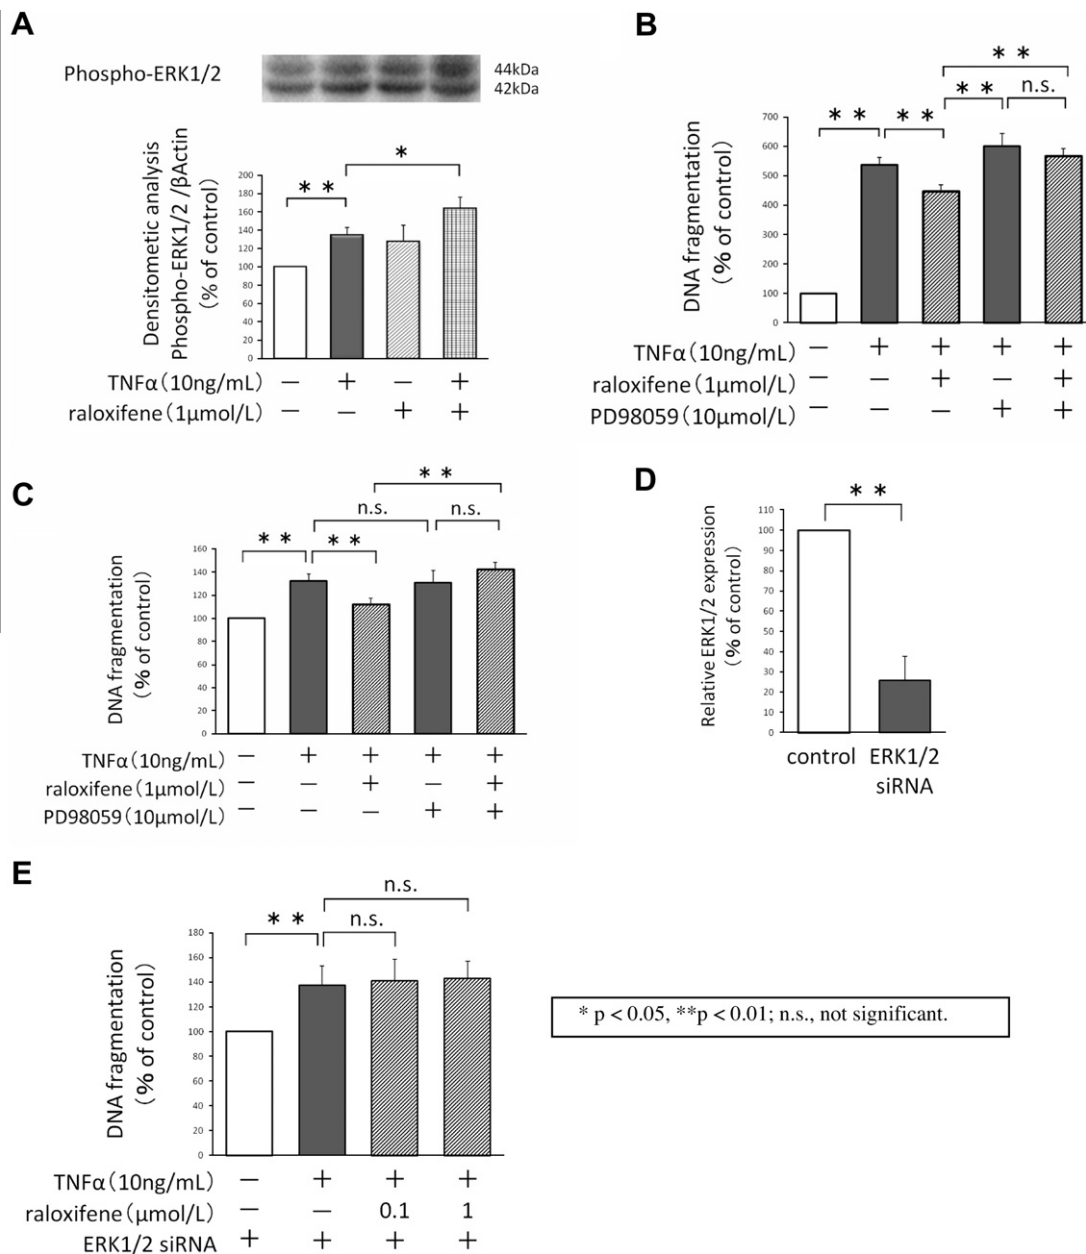 A
Phospho-ERK1/2
44kDa
42kDa
Densitometic analysis
Phospho-ERK1/2 /βActin
(% of control)
200
180
160
140
120
100
80
60
40
20
0
* *
*
TNFα(10ng/mL) — + — +
raloxifene(1μmol/L) — — + +
B
DNA fragmentation
(% of control)
700
600
500
400
300
200
100
0
* *
* *
* *
* *
n.s.
TNFα(10ng/mL) — + + + +
raloxifene(1μmol/L) — — + — +
PD98059(10μmol/L) — — — + +
C
DNA fragmentation
(% of control)
160
140
120
100
80
60
40
20
0
* *
* *
n.s.
n.s.
* *
TNFα(10ng/mL) — + + + +
raloxifene(1μmol/L) — — + — +
PD98059(10μmol/L) — — — + +
D
Relative ERK1/2 expression
(% of control)
110
100
90
80
70
60
50
40
30
20
10
0
* *
control ERK1/2
siRNA
E
DNA fragmentation
(% of control)
180
160
140
120
100
80
60
40
20
0
* *
n.s.
n.s.
TNFα(10ng/mL) — + + +
raloxifene(μmol/L) — — 0.1 1
ERK1/2 siRNA + + + +
* p < 0.05, **p < 0.01; n.s., not significant.